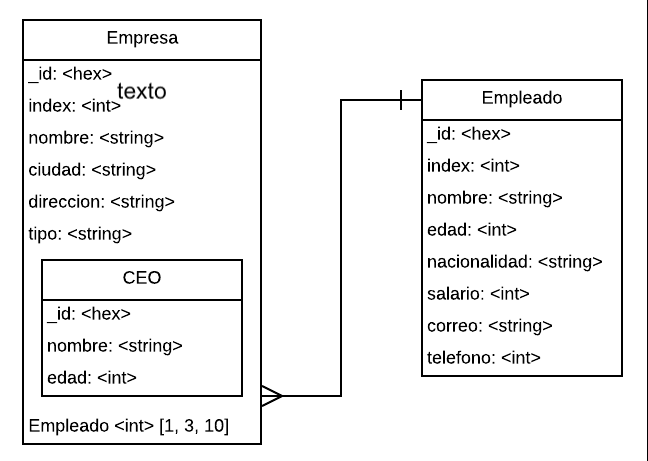 Empresa
_id: <hex>
texto
index: <int>
nombre: <string>
ciudad: <string>
direccion: <string>
tipo: <string>
CEO
_id: <hex>
nombre: <string>
edad: <int>
Empleado <int> [1, 3, 10]
Empleado
_id: <hex>
index: <int>
nombre: <string>
edad: <int>
nacionalidad: <string>
salario: <int>
correo: <string>
telefono: <int>